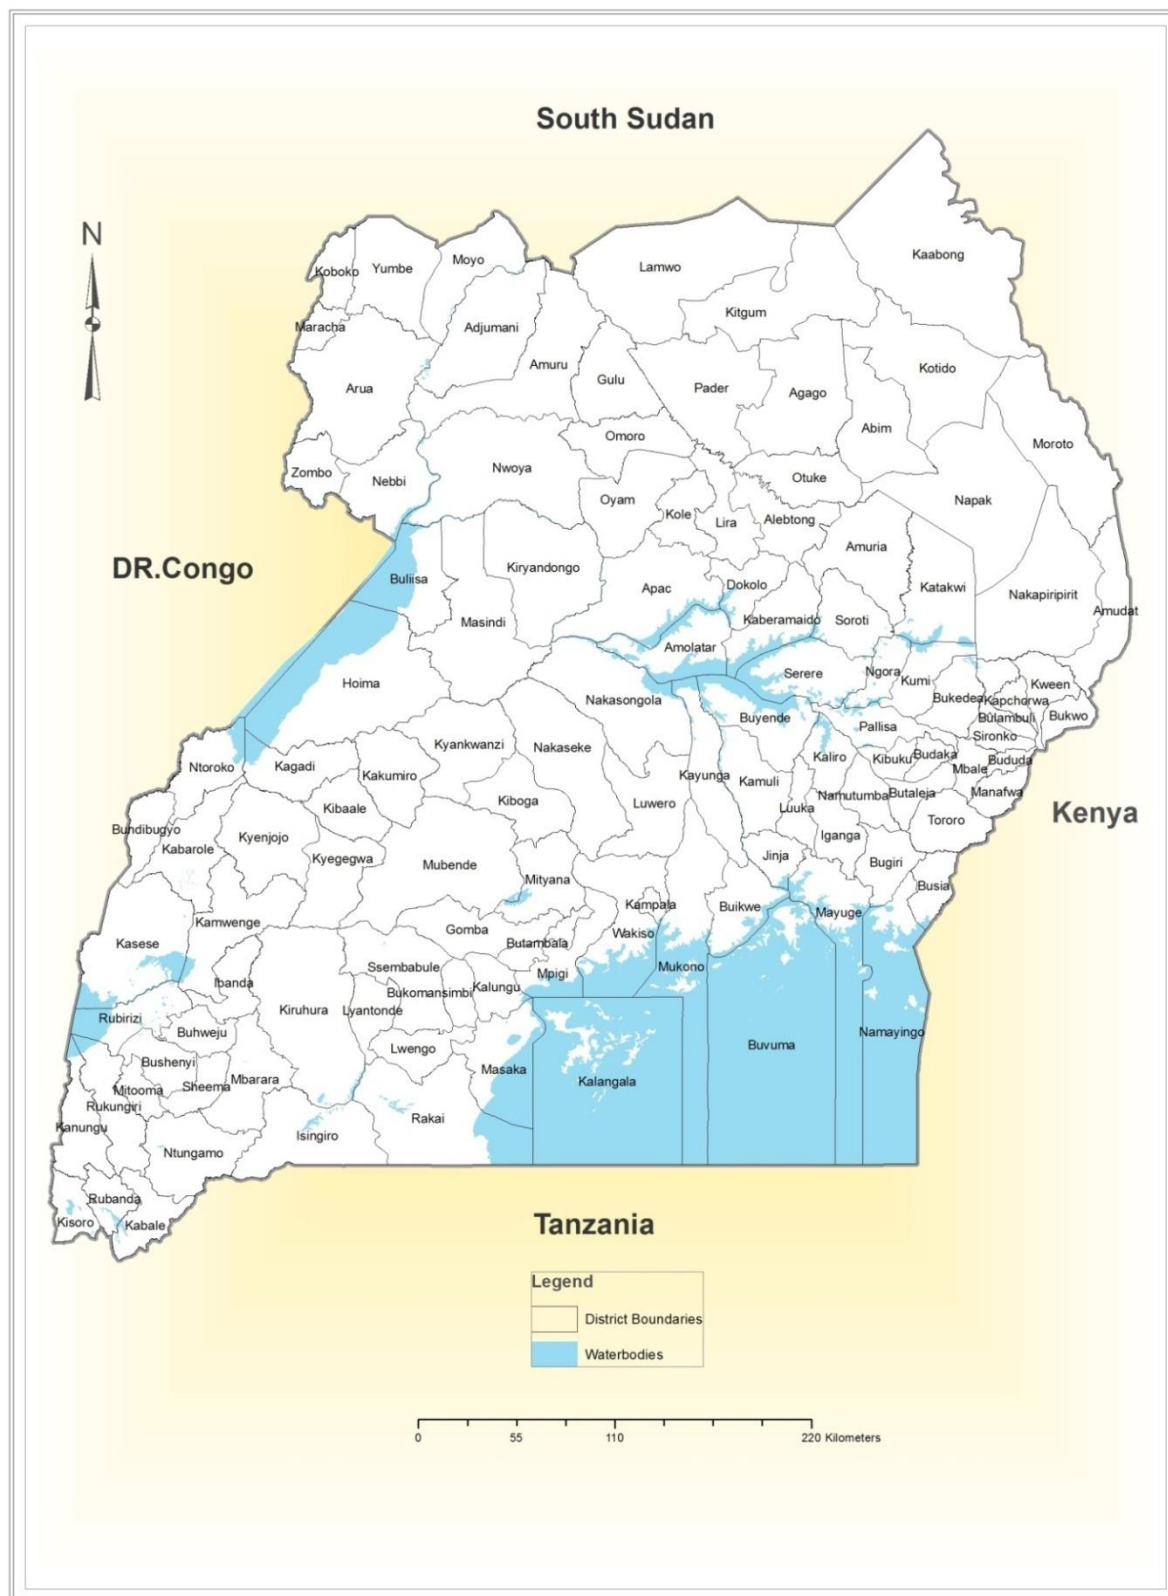 South Sudan
N
Kaabong
Lamwo
Moyo
Yumbe
Koboko
Kitgum
Maracha
Adjumani
Amuru
Kotido
Gulu
Arua
Pader
Agago
Abim
Omoro
Moroto
Nwoya
Zombo
Nebbi
Otuke
Oyam
Napak
Kole
Lira
Alebtong
Amuria
DR.Congo
Kiryandongo
Buliisa
Apac
Dokolo
Katakwi
Nakapiripirit
Amudat
Masindi
Kaberamaido
Soroti
Amolatar
Serere
Ngora
Kumi
Hoima
Kween
Bukedea
Kapchorwa
Nakasongola
Buyende
Bulambuli
Bukwo
Pallisa
Sironko
Kyankwanzi
Nakaseke
Kaliro
Kibuku
Budaka
Bududa
Ntoroko
Kagadi
Kakumiro
Kayunga
Kamuli
Mbale
Namutumba
Butaleja
Manafwa
Kibaale
Kiboga
Luwero
Luuka
Tororo
Kenya
Bundibugyo
Kyenjojo
Iganga
Kabarole
Kyegegwa
Mubende
Jinja
Bugiri
Mityana
Busia
Kampala
Buikwe
Mayuge
Kamwenge
Gomba
Wakiso
Kasese
Butambala
Ssembabule
Mpigi
Mukono
Ibanda
Kalungu
Bukomansimbi
Kiruhura
Lyantonde
Rubirizi
Buhweju
Namayingo
Lwengo
Buvuma
Bushenyi
Masaka
Mbarara
Kalangala
Sheema
Mitooma
Rukungiri
Rakai
Kanungu
Isingiro
Ntungamo
Rubanda
Kisoro
Kabale
Tanzania
Legend
District Boundaries
Waterbodies
0 55 110 220 Kilometers